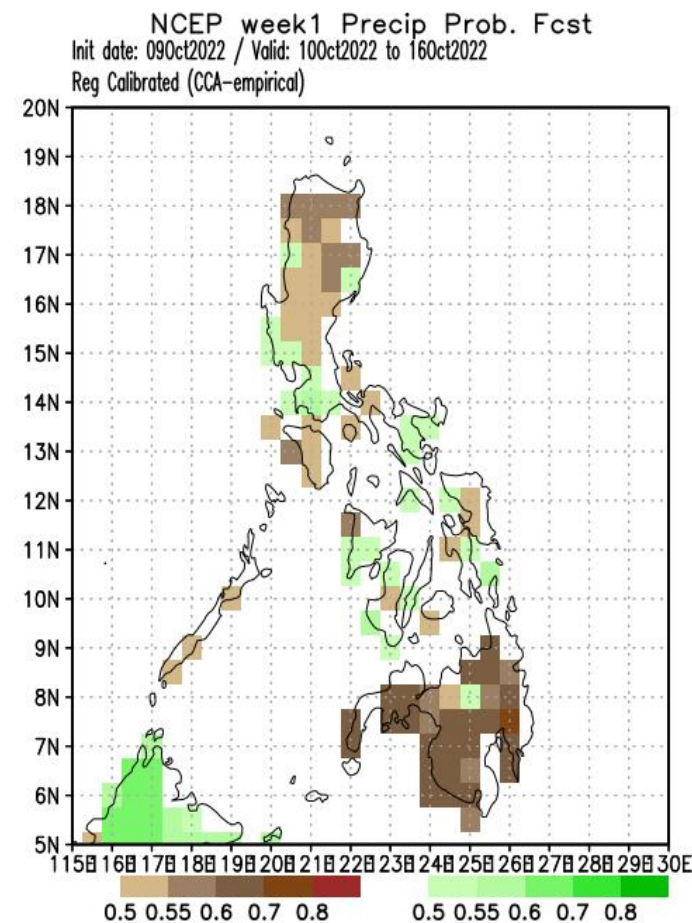 NCEP week1 Precip Prob. Fcst
Init date: 09Oct2022 / Valid: 10Oct2022 to 16Oct2022
Reg Calibrated (CCA-empirical)
20N
19N
18N
17N
16N
15N
14N
13N
12N
11N
10N
9N
8N
7N
6N
5N
115E 116E 117E 118E 119E 120E 121E 122E 123E 124E 125E 126E 127E 128E 129E 130E
0.5 0.55 0.6 0.7 0.8 0.5 0.55 0.6 0.7 0.8